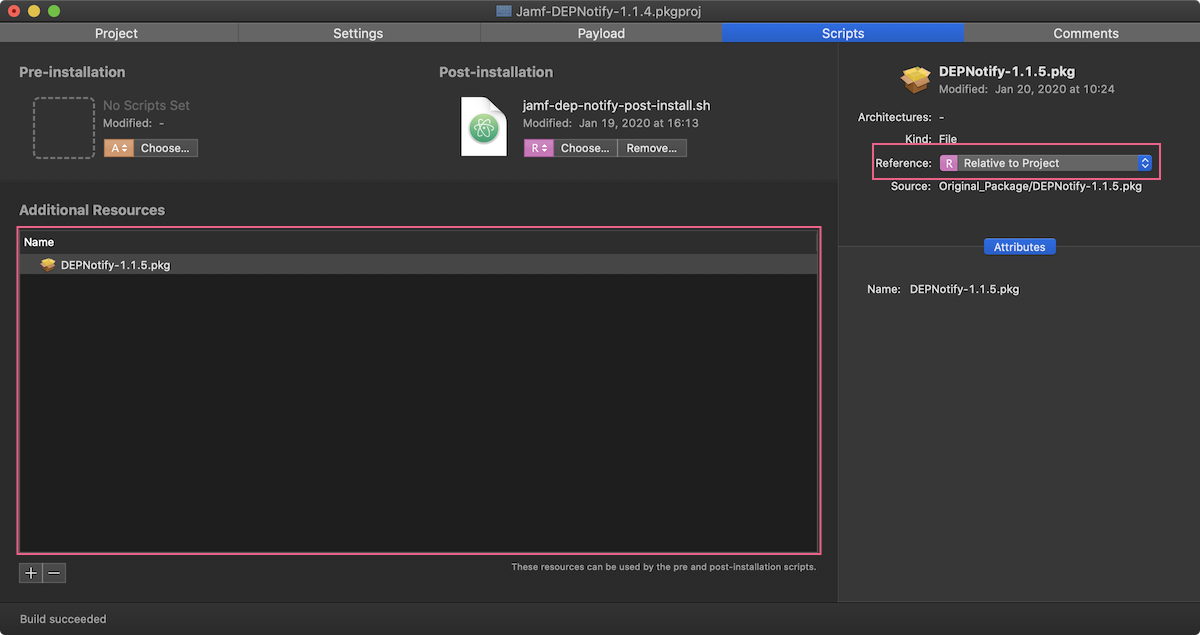 Jamf-DEPNotify-1.1.4.pkgproj
Project Settings Payload Scripts Comments
Pre-installation
No Scripts Set
Modified: -
A Choose...
Post-installation
jamf-dep-notify-post-install.sh
Modified: Jan 19, 2020 at 16:13
R Choose... Remove...
Additional Resources
Name
DEPNotify-1.1.5.pkg
+ −
These resources can be used by the pre and post-installation scripts.
DEPNotify-1.1.5.pkg
Modified: Jan 20, 2020 at 10:24
Architectures: -
Kind: File
Reference: R Relative to Project
Source: Original_Package/DEPNotify-1.1.5.pkg
Attributes
Name: DEPNotify-1.1.5.pkg
Build succeeded